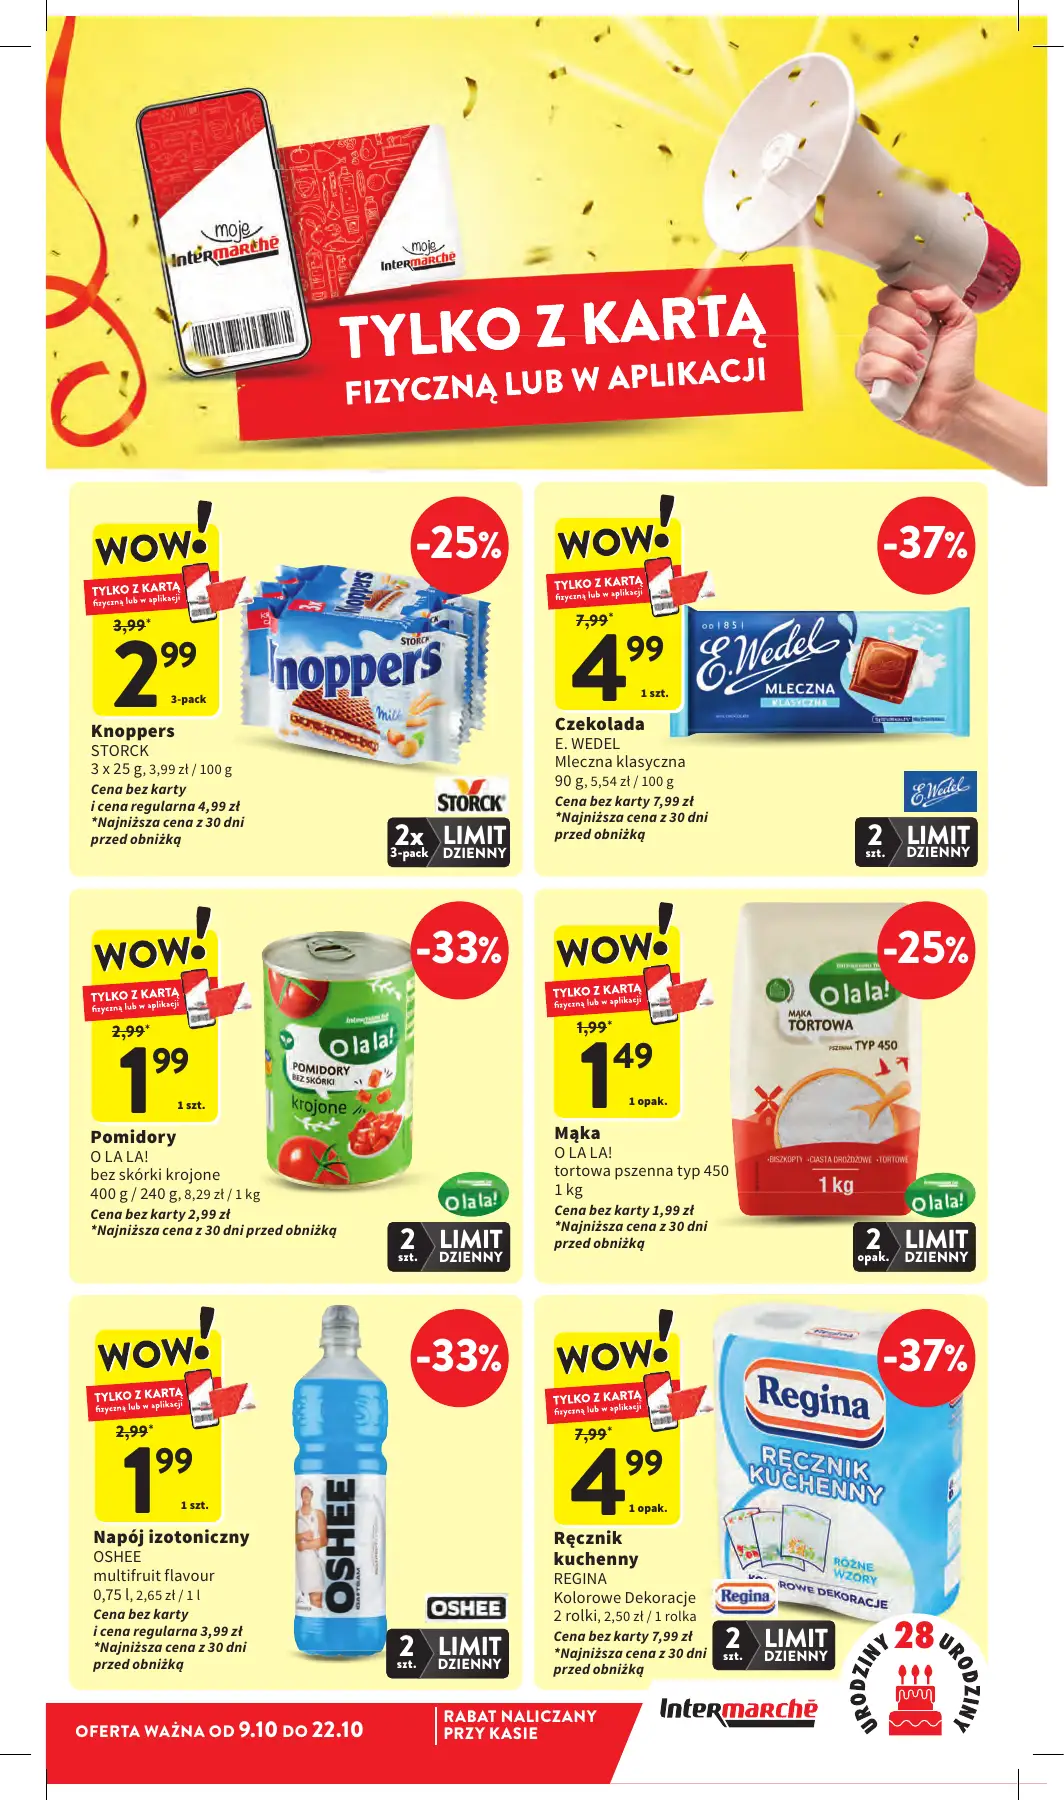 moje
Intermarchē
moje
Intermarchē
TYLKO Z KARTĄ
FIZYCZNĄ LUB W APLIKACJI
WOW!
TYLKO Z KARTĄ
fizyczną lub w aplikacji
3,99*
2 99
3-pack
-25%
Knoppers
STORCK
Milk
Knoppers
STORCK
3 x 25 g, 3,99 zł / 100 g
Cena bez karty
i cena regularna 4,99 zł
*Najniższa cena z 30 dni
przed obniżką
STORCK
2x
3-pack
LIMIT
DZIENNY
WOW!
TYLKO Z KARTĄ
fizyczną lub w aplikacji
7,99*
4 99
1 szt.
-37%
OD 1851
E.Wedel
MLECZNA
KLASYCZNA
Czekolada
E. WEDEL
Mleczna klasyczna
90 g, 5,54 zł / 100 g
Cena bez karty 7,99 zł
*Najniższa cena z 30 dni
przed obniżką
E.Wedel
2
szt.
LIMIT
DZIENNY
WOW!
TYLKO Z KARTĄ
fizyczną lub w aplikacji
2,99*
1 99
1 szt.
-33%
O la la!
POMIDORY
BEZ SKÓRKI
krojone
Pomidory
O LA LA!
bez skórki krojone
400 g / 240 g, 8,29 zł / 1 kg
Cena bez karty 2,99 zł
*Najniższa cena z 30 dni przed obniżką
O la la!
2
szt.
LIMIT
DZIENNY
WOW!
TYLKO Z KARTĄ
fizyczną lub w aplikacji
1,99*
1 49
1 opak.
-25%
O la la!
MĄKA
TORTOWA
PSZENNA TYP 450
•BISZKOPTY •CIASTA DROŻDŻOWE •TORTOWE
1 kg
Mąka
O LA LA!
tortowa pszenna typ 450
1 kg
Cena bez karty 1,99 zł
*Najniższa cena z 30 dni
przed obniżką
O la la!
2
opak.
LIMIT
DZIENNY
WOW!
TYLKO Z KARTĄ
fizyczną lub w aplikacji
2,99*
1 99
1 szt.
-33%
OSHEE
Napój izotoniczny
OSHEE
multifruit flavour
0,75 l, 2,65 zł / 1 l
Cena bez karty
i cena regularna 3,99 zł
*Najniższa cena z 30 dni
przed obniżką
OSHEE
2
szt.
LIMIT
DZIENNY
WOW!
TYLKO Z KARTĄ
fizyczną lub w aplikacji
7,99*
4 99
1 opak.
-37%
Regina
Regina
RĘCZNIK
KUCHENNY
RÓŻNE
WZORY
KOLOROWE DEKORACJE
Ręcznik
kuchenny
REGINA
Kolorowe Dekoracje
2 rolki, 2,50 zł / 1 rolka
Cena bez karty 7,99 zł
*Najniższa cena z 30 dni
przed obniżką
Regina
2
szt.
LIMIT
DZIENNY
OFERTA WAŻNA OD 9.10 DO 22.10
RABAT NALICZANY
PRZY KASIE
Intermarchē
URODZINY 28 URODZINY